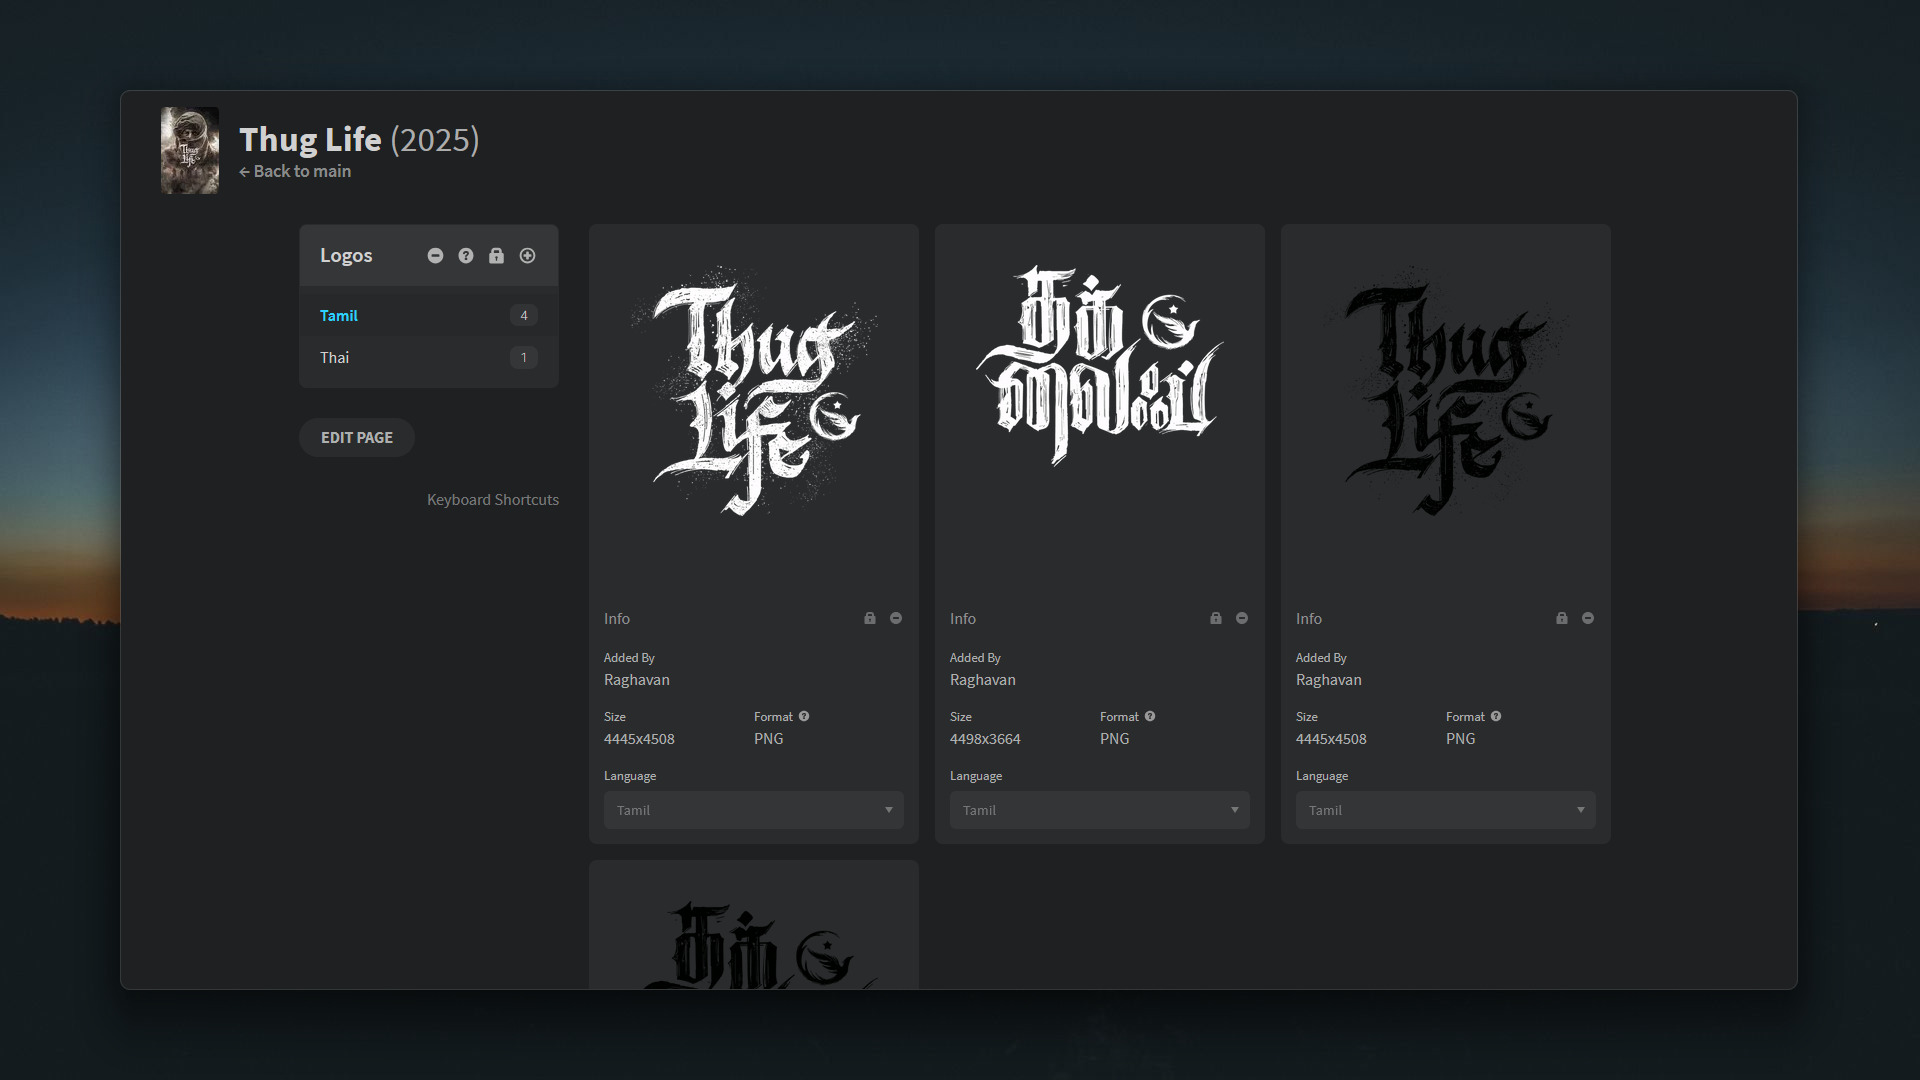 Thug Life (2025)
← Back to main
Logos
Tamil 4
Thai 1
EDIT PAGE
Keyboard Shortcuts
Thug
Life
Info
Added By
Raghavan
Size Format
4445x4508 PNG
Language
Tamil
தக்
லைஃப்
Info
Added By
Raghavan
Size Format
4498x3664 PNG
Language
Tamil
Thug
Life
Info
Added By
Raghavan
Size Format
4445x4508 PNG
Language
Tamil
தக்